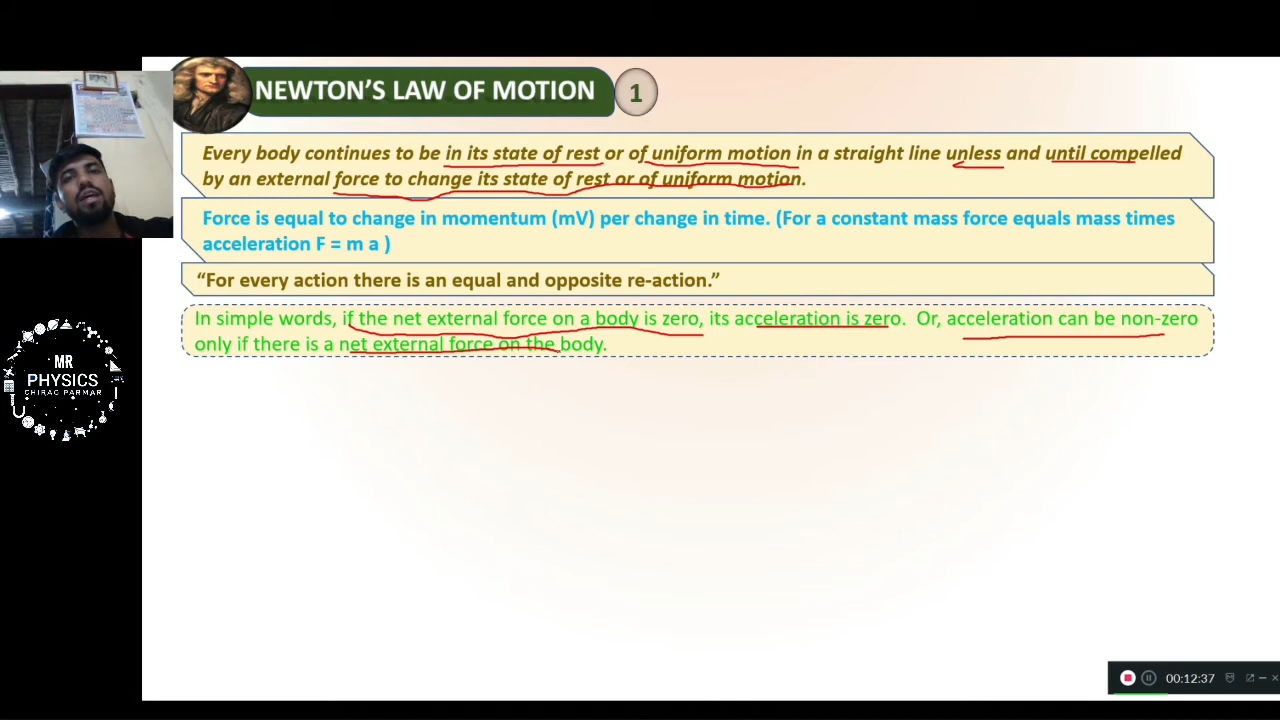 NEWTON'S LAW OF MOTION
1
Every body continues to be in its state of rest or of uniform motion in a straight line unless and until compelled
by an external force to change its state of rest or of uniform motion.
Force is equal to change in momentum (mV) per change in time. (For a constant mass force equals mass times
acceleration F = m a )
“For every action there is an equal and opposite re-action.”
In simple words, if the net external force on a body is zero, its acceleration is zero. Or, acceleration can be non-zero
only if there is a net external force on the body.
MR
PHYSICS
CHIRAG PARMAR
00:12:37